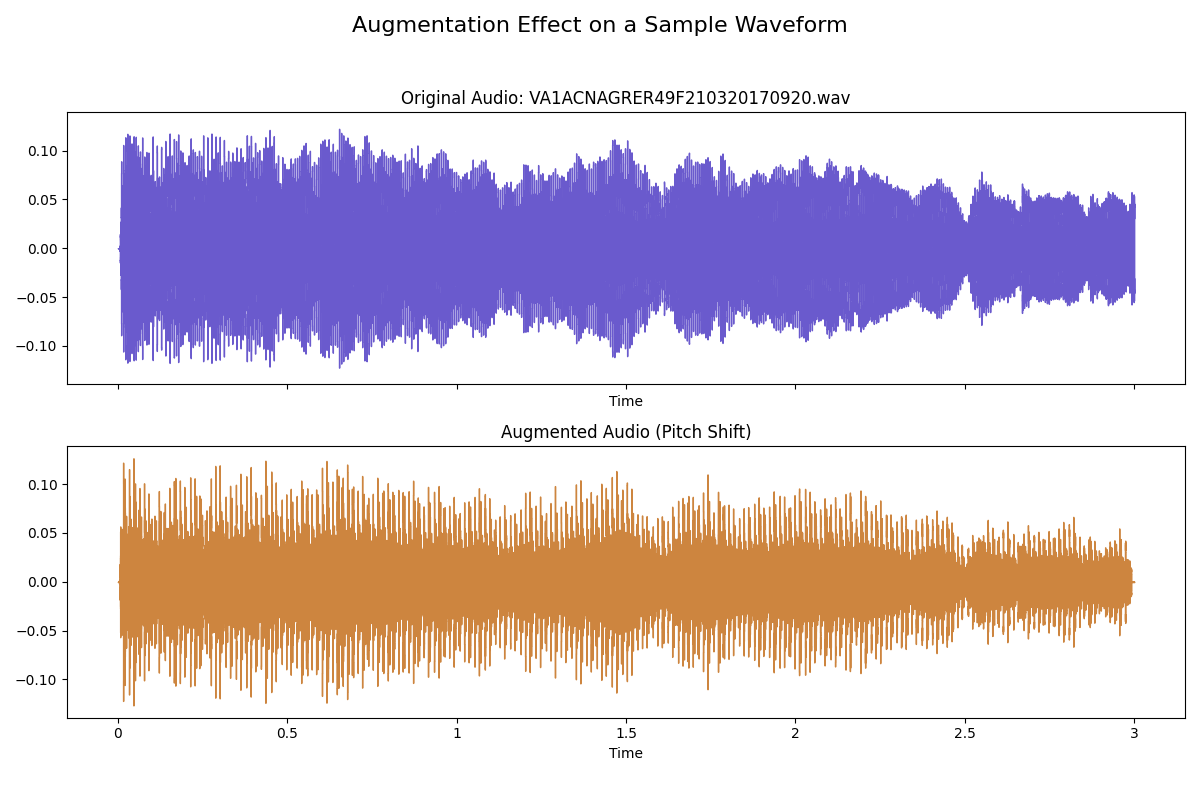 Augmentation Effect on a Sample Waveform
Original Audio: VA1ACNAGRER49F210320170920.wav
0.10
0.05
0.00
−0.05
−0.10
Time
Augmented Audio (Pitch Shift)
0.10
0.05
0.00
−0.05
−0.10
0 0.5 1 1.5 2 2.5 3
Time